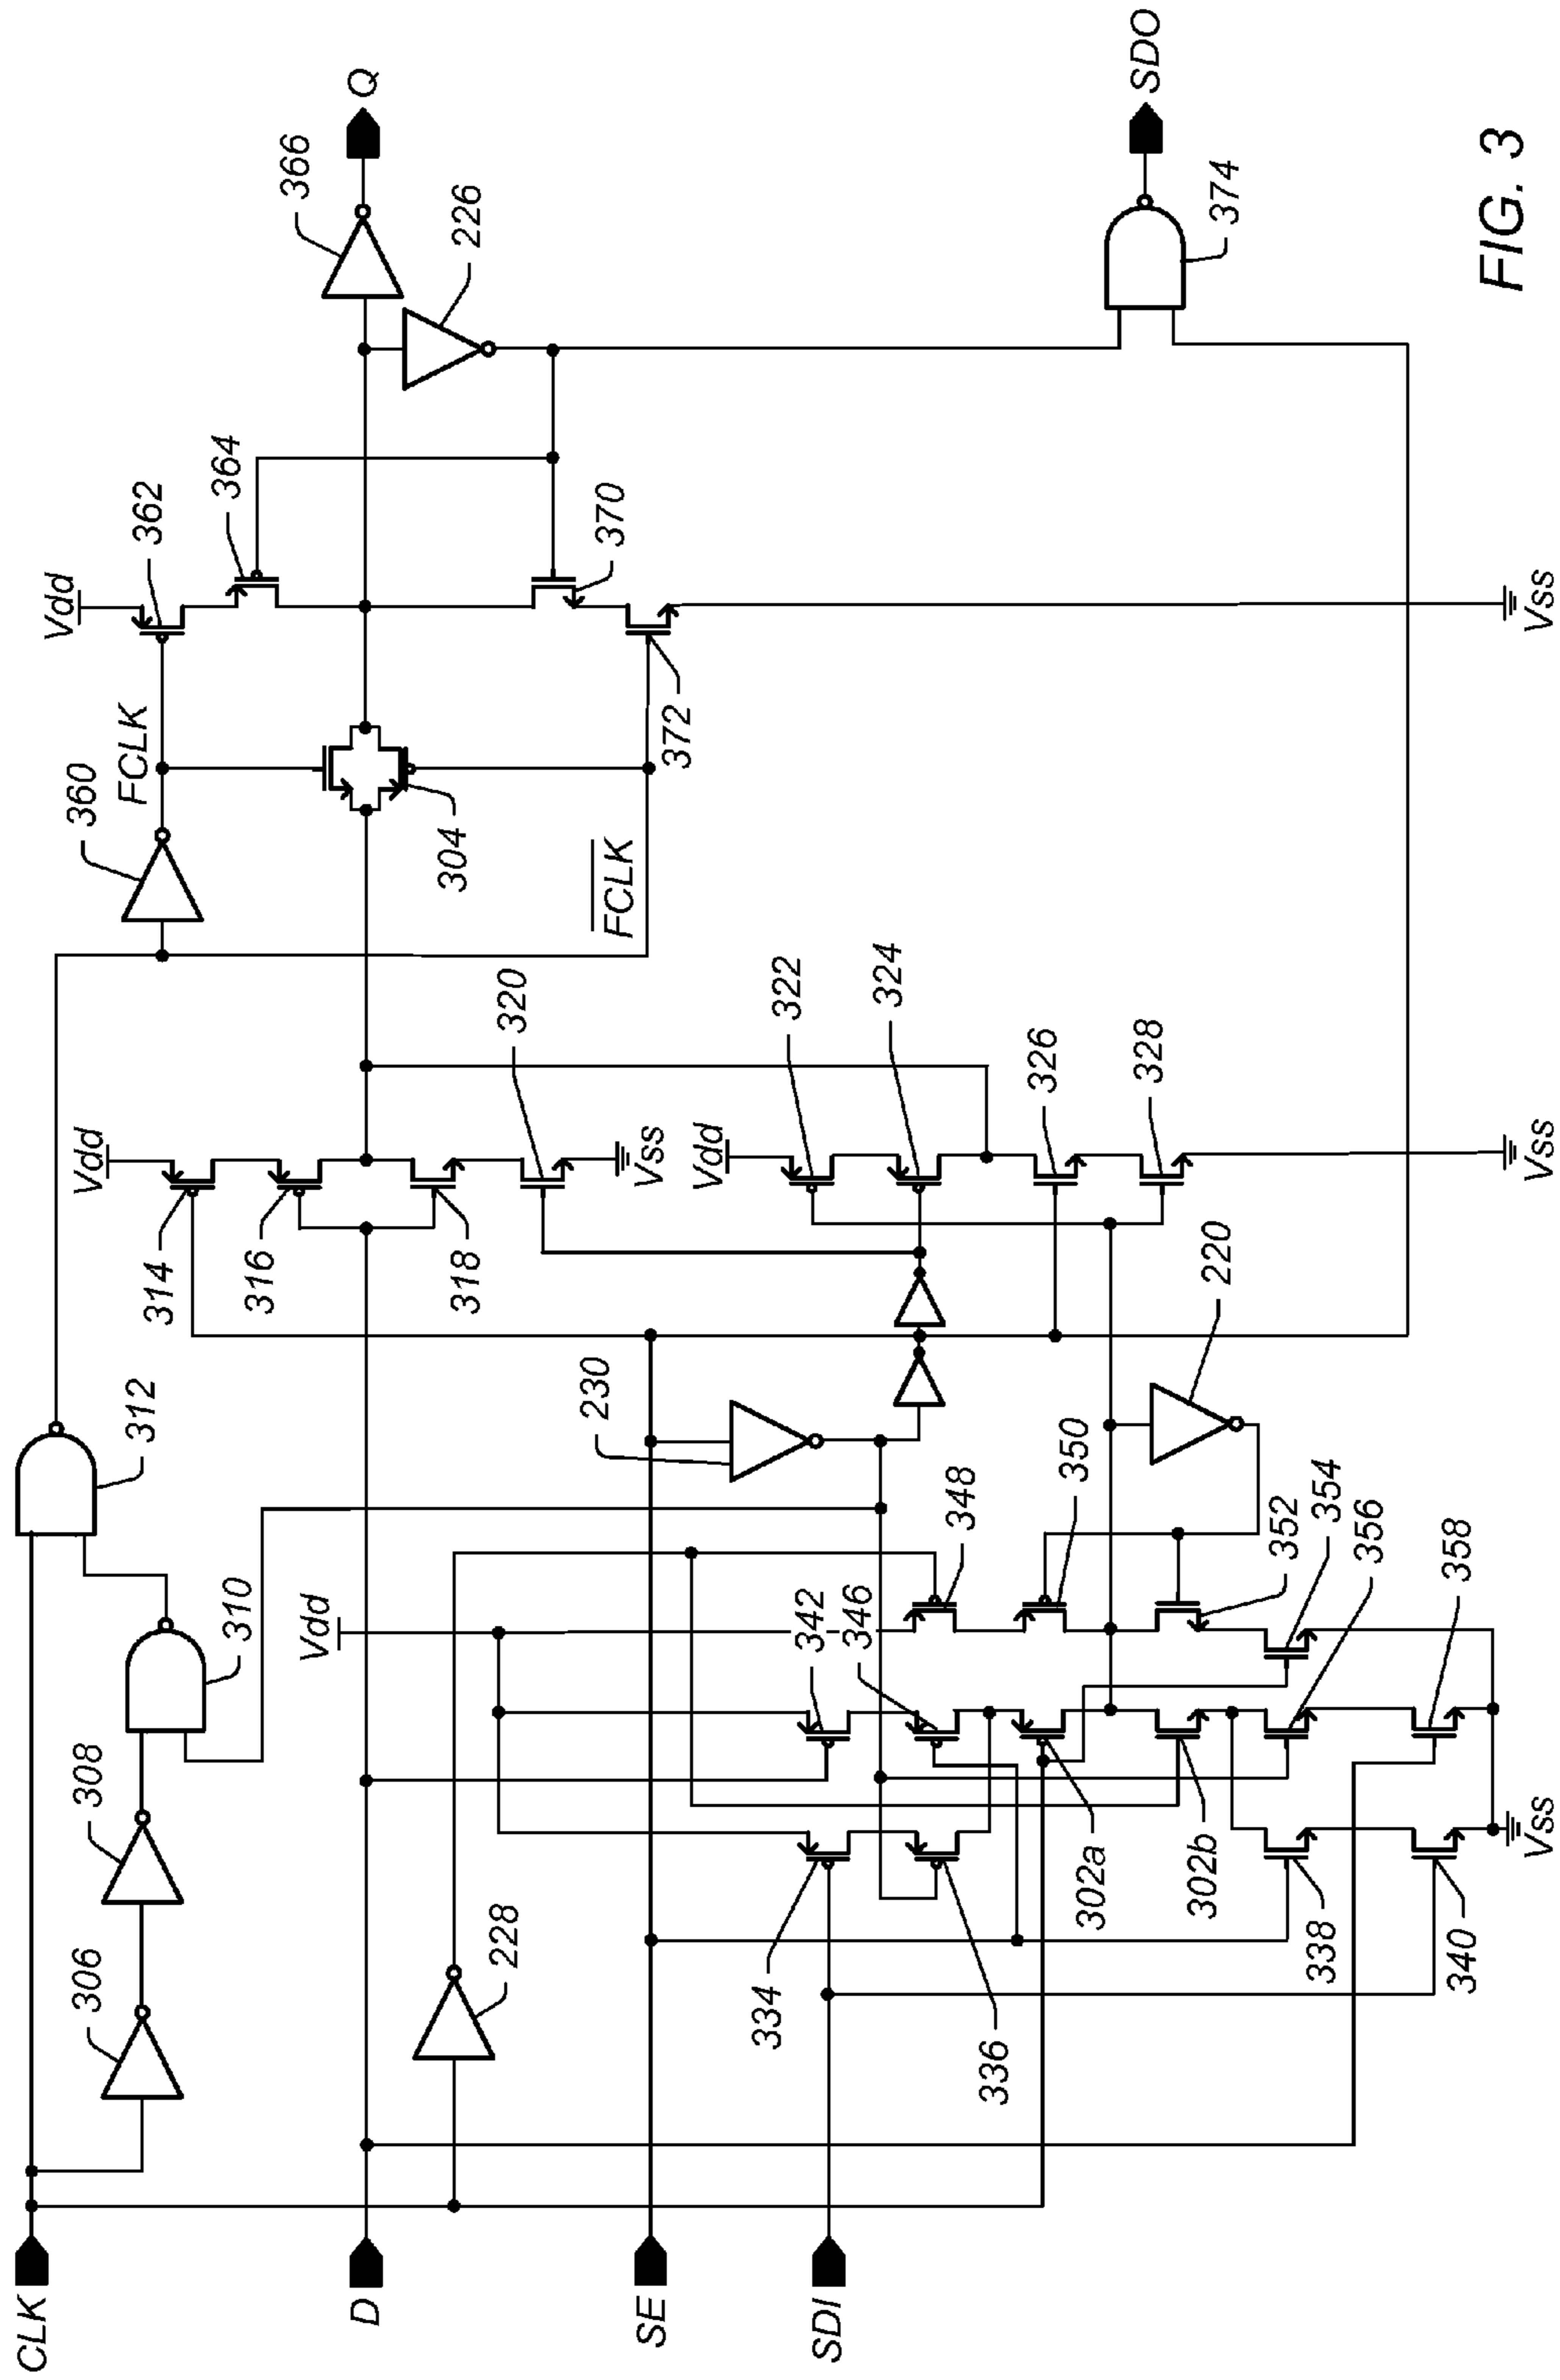 CLK
D
SE
SDI
306
308
310
312
228
334
336
338
340
342
346
302a
302b
348
350
352
354
356
358
Vdd
Vss
230
220
314
316
318
320
Vdd
Vss
322
324
326
328
Vdd
Vss
360
FCLK
FCLK
304
362
364
370
372
Vdd
Vss
366
226
374
Q
SDO
FIG. 3